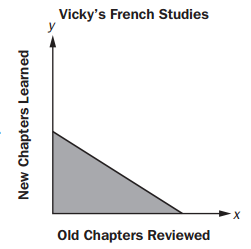 Vicky's French Studies
y
New Chapters Learned
x
Old Chapters Reviewed